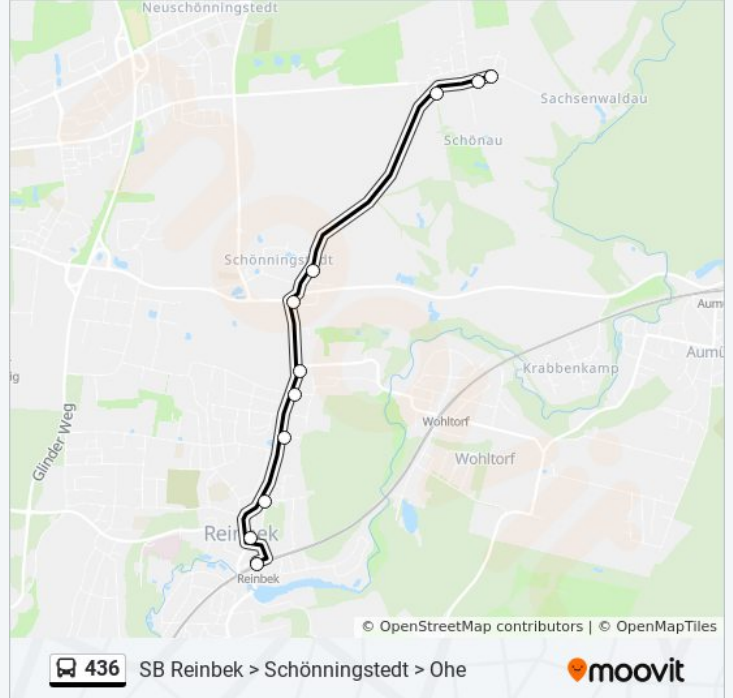 Neuschönningstedt
Sachsenwaldau
Schönau
Schönningstedt
Aum
Aumü
Krabbenkamp
ig
Wohltorf
Glinder Weg
Wohltorf
Reinbek
Reinbek
© OpenStreetMap contributors | © OpenMapTiles
436 SB Reinbek > Schönningstedt > Ohe
moovit